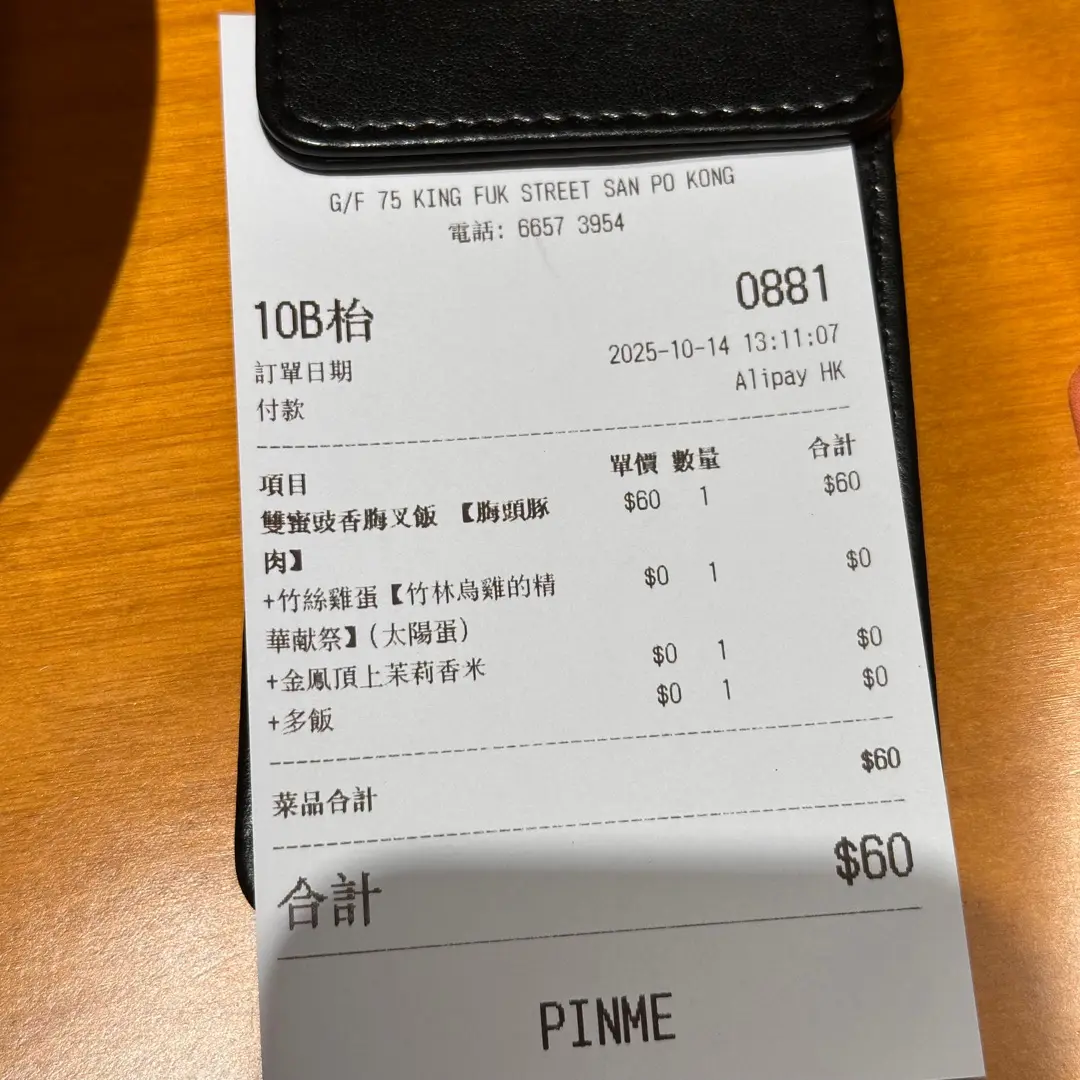 G/F 75 KING FUK STREET SAN PO KONG
電話: 6657 3954
10B枱 0881
訂單日期 2025-10-14 13:11:07
付款 Alipay HK
項目 單價 數量 合計
雙蜜豉香脢叉飯 【脢頭豚 $60 1 $60
肉】
+竹絲雞蛋【竹林烏雞的精 $0 1 $0
華献祭】(太陽蛋)
+金鳳頂上茉莉香米 $0 1 $0
+多飯 $0 1 $0
菜品合計 $60
合計 $60
PINME